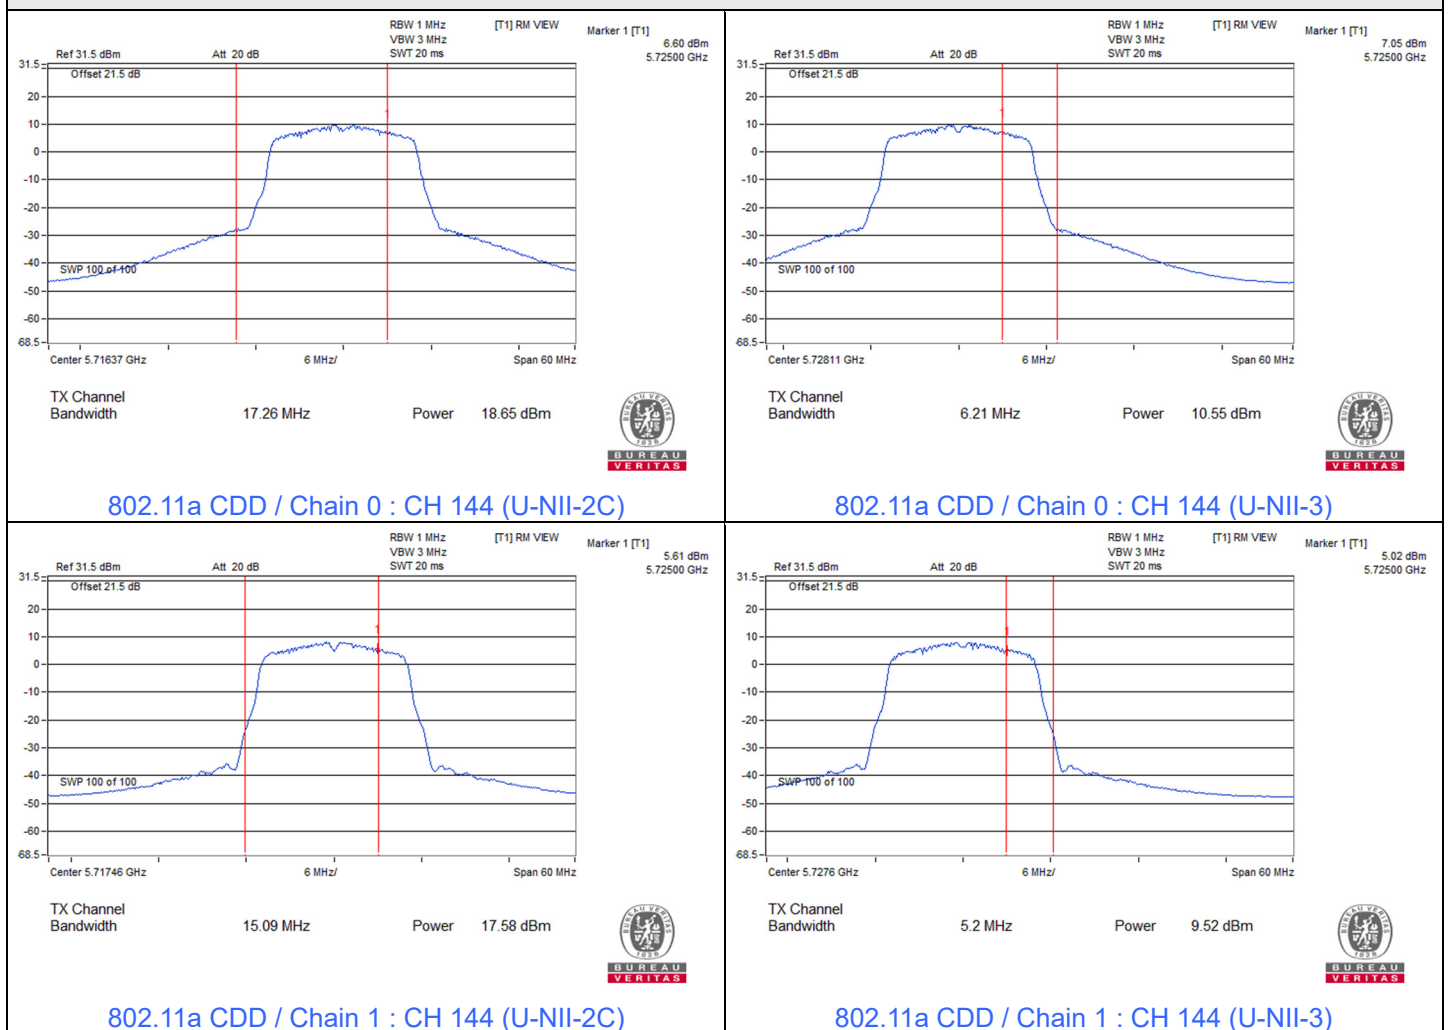 RBW 1 MHz
[T1] RM VIEW
Marker 1 [T1]
VBW 3 MHz
6.60 dBm
Ref 31.5 dBm
Att 20 dB
SWT 20 ms
5.72500 GHz
31.5
Offset 21.5 dB
20
10
1
0
-10
-20
-30
-40
SWP 100 of 100
-50
-60
-68.5
Center 5.71637 GHz
6 MHz/
Span 60 MHz
TX Channel
Bandwidth
17.26 MHz
Power
18.65 dBm
BUREAU VERITAS
1828
BUREAU
VERITAS
802.11a CDD / Chain 0 : CH 144 (U-NII-2C)
RBW 1 MHz
[T1] RM VIEW
Marker 1 [T1]
VBW 3 MHz
7.05 dBm
Ref 31.5 dBm
Att 20 dB
SWT 20 ms
5.72500 GHz
31.5
Offset 21.5 dB
20
10
1
0
-10
-20
-30
-40
SWP 100 of 100
-50
-60
-68.5
Center 5.72811 GHz
6 MHz/
Span 60 MHz
TX Channel
Bandwidth
6.21 MHz
Power
10.55 dBm
BUREAU VERITAS
1828
BUREAU
VERITAS
802.11a CDD / Chain 0 : CH 144 (U-NII-3)
RBW 1 MHz
[T1] RM VIEW
Marker 1 [T1]
VBW 3 MHz
5.61 dBm
Ref 31.5 dBm
Att 20 dB
SWT 20 ms
5.72500 GHz
31.5
Offset 21.5 dB
20
10
1
0
-10
-20
-30
-40
SWP 100 of 100
-50
-60
-68.5
Center 5.71746 GHz
6 MHz/
Span 60 MHz
TX Channel
Bandwidth
15.09 MHz
Power
17.58 dBm
BUREAU VERITAS
1828
BUREAU
VERITAS
802.11a CDD / Chain 1 : CH 144 (U-NII-2C)
RBW 1 MHz
[T1] RM VIEW
Marker 1 [T1]
VBW 3 MHz
5.02 dBm
Ref 31.5 dBm
Att 20 dB
SWT 20 ms
5.72500 GHz
31.5
Offset 21.5 dB
20
10
1
0
-10
-20
-30
-40
SWP 100 of 100
-50
-60
-68.5
Center 5.7276 GHz
6 MHz/
Span 60 MHz
TX Channel
Bandwidth
5.2 MHz
Power
9.52 dBm
BUREAU VERITAS
1828
BUREAU
VERITAS
802.11a CDD / Chain 1 : CH 144 (U-NII-3)